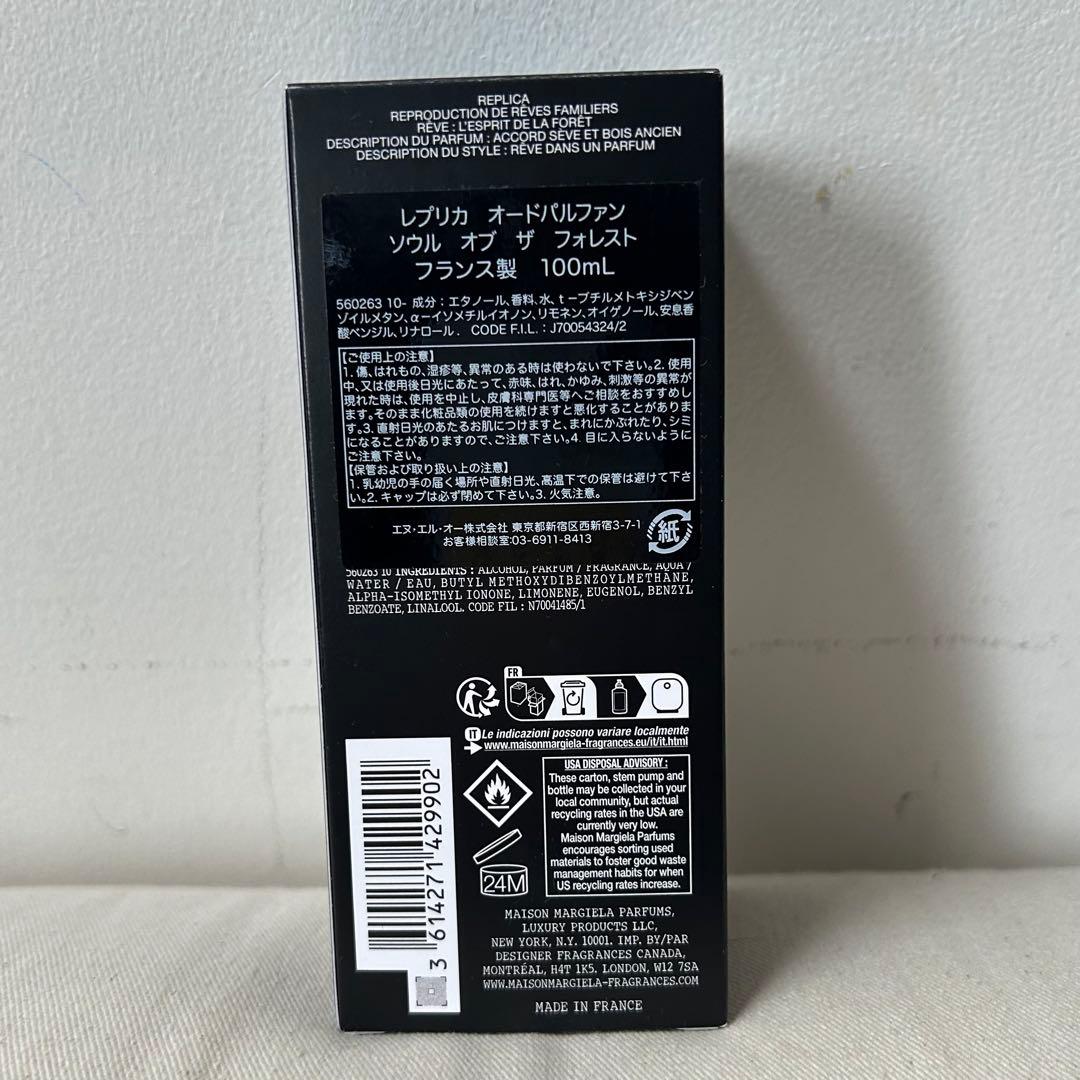 REPLICA
REPRODUCTION DE RÊVES FAMILIERS
RÊVE : L'ESPRIT DE LA FORÊT
DESCRIPTION DU PARFUM : ACCORD SÈVE ET BOIS ANCIEN
DESCRIPTION DU STYLE : RÊVE DANS UN PARFUM
レプリカ　オードパルファン
ソウル　オブ　ザ　フォレスト
フランス製　100mL
560263 10- 成分：エタノール、香料、水、t－ブチルメトキシジベン
ゾイルメタン、α－イソメチルイオノン、リモネン、オイゲノール、安息香
酸ベンジル、リナロール． CODE F.I.L. : J70054324/2
【ご使用上の注意】
1. 傷、はれもの、湿疹等、異常のある時は使わないで下さい。2. 使用
中、又は使用後日光にあたって、赤味、はれ、かゆみ、刺激等の異常が
現れた時は、使用を中止し、皮膚科専門医等へご相談をおすすめしま
す。そのまま化粧品類の使用を続けますと悪化することがありま
す。3. 直射日光のあたるお肌につけますと、まれにかぶれたり、シミ
になることがありますので、ご注意下さい。4. 目に入らないように
ご注意下さい。
【保管および取り扱い上の注意】
1. 乳幼児の手の届く場所や直射日光、高温下での保管は避けて下さ
い。2. キャップは必ず閉めて下さい。3. 火気注意。
エヌ・エル・オー株式会社 東京都新宿区西新宿3-7-1
お客様相談室:03-6911-8413
紙
560263 10 INGREDIENTS : ALCOHOL, PARFUM / FRAGRANCE, AQUA /
WATER / EAU, BUTYL METHOXYDIBENZOYLMETHANE,
ALPHA-ISOMETHYL IONONE, LIMONENE, EUGENOL, BENZYL
BENZOATE, LINALOOL. CODE FIL : N70041485/1
FR
IT Le indicazioni possono variare localmente
www.maisonmargiela-fragrances.eu/it/it.html
USA DISPOSAL ADVISORY :
These carton, stem pump and
bottle may be collected in your
local community, but actual
recycling rates in the USA are
currently very low.
Maison Margiela Parfums
encourages sorting used
materials to foster good waste
management habits for when
US recycling rates increase.
24M
3 614271 429902
MAISON MARGIELA PARFUMS,
LUXURY PRODUCTS LLC,
NEW YORK, N.Y. 10001. IMP. BY/PAR
DESIGNER FRAGRANCES CANADA,
MONTRÉAL, H4T 1K5. LONDON, W12 7SA
WWW.MAISONMARGIELA-FRAGRANCES.COM
MADE IN FRANCE